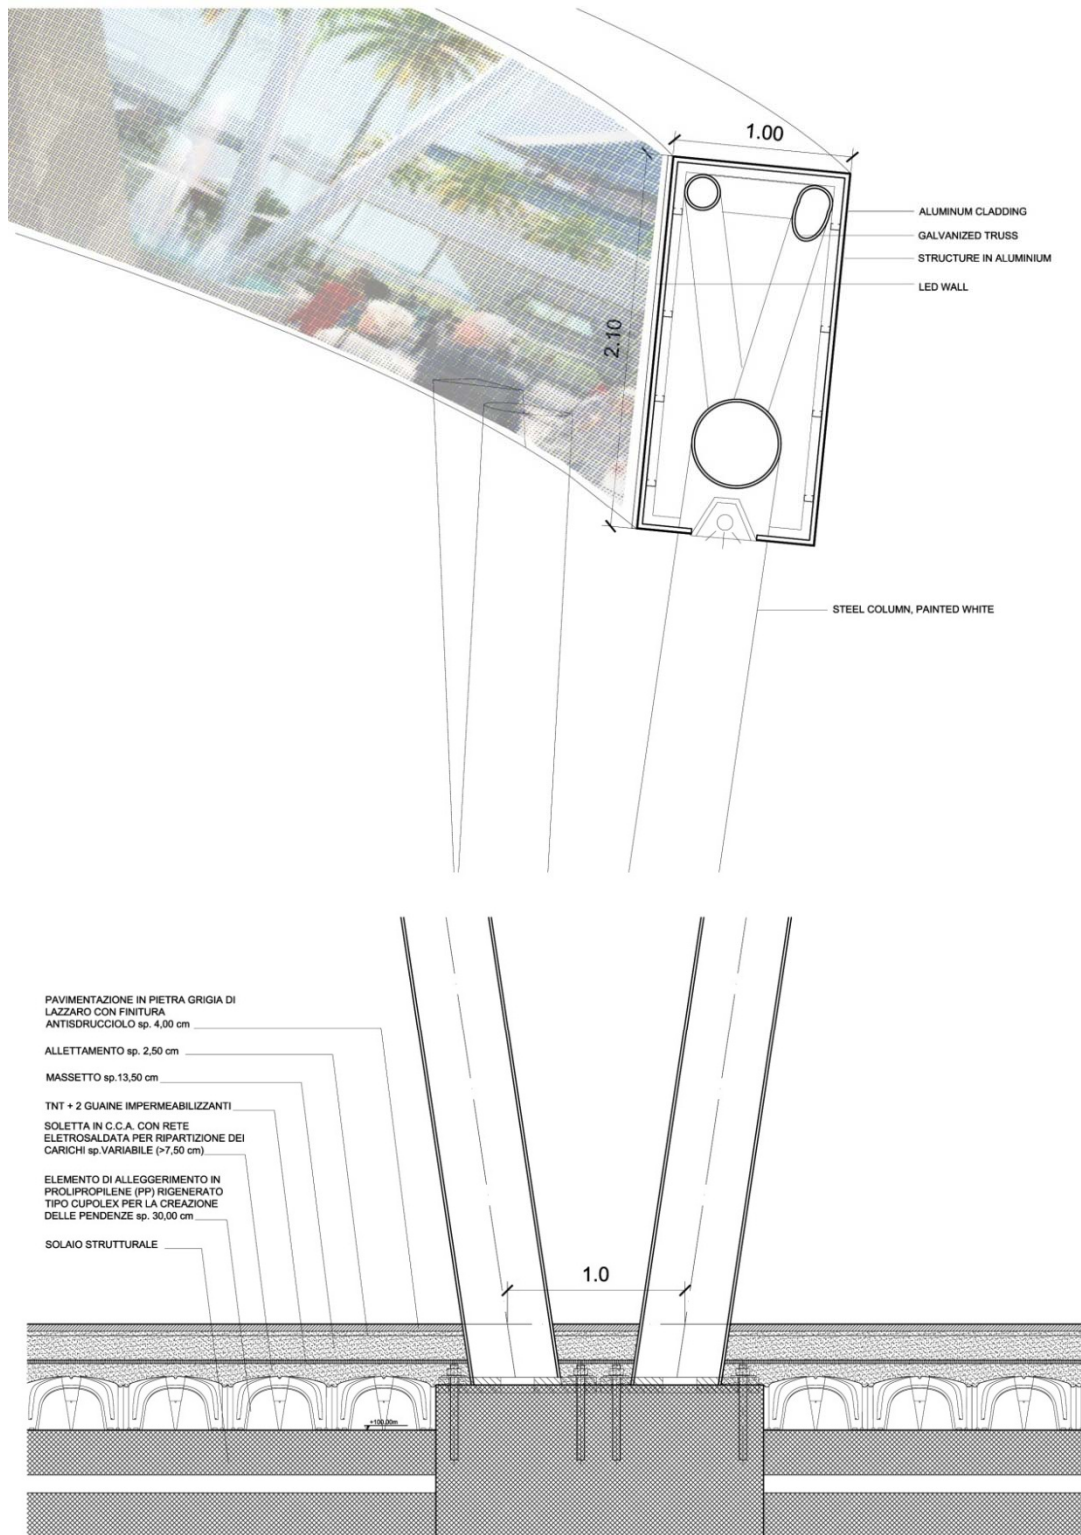 1.00
2.10
ALUMINUM CLADDING
GALVANIZED TRUSS
STRUCTURE IN ALUMINIUM
LED WALL
STEEL COLUMN, PAINTED WHITE
PAVIMENTAZIONE IN PIETRA GRIGIA DI
LAZZARO CON FINITURA
ANTISDRUCCIOLO sp. 4,00 cm
ALLETTAMENTO sp. 2,50 cm
MASSETTO sp.13,50 cm
TNT + 2 GUAINE IMPERMEABILIZZANTI
SOLETTA IN C.C.A. CON RETE
ELETROSALDATA PER RIPARTIZIONE DEI
CARICHI sp.VARIABILE (>7,50 cm)
ELEMENTO DI ALLEGGERIMENTO IN
PROLIPROPILENE (PP) RIGENERATO
TIPO CUPOLEX PER LA CREAZIONE
DELLE PENDENZE sp. 30,00 cm
SOLAIO STRUTTURALE
1.0
+100,00m